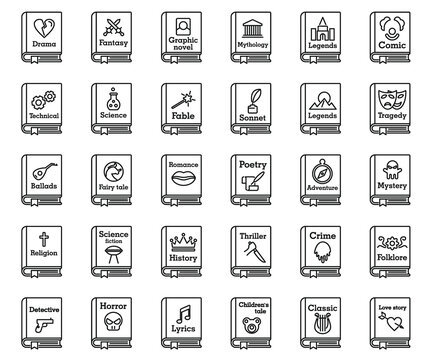 Drama
Fantasy
Graphic
novel
Mythology
Legends
Comic
Technical
Science
Fable
Sonnet
Legends
Tragedy
Ballads
Fairy tale
Romance
Poetry
Adventure
Mystery
Religion
Science
fiction
History
Thriller
Crime
Folklore
Detective
Horror
Lyrics
Children's
tale
Classic
Love story